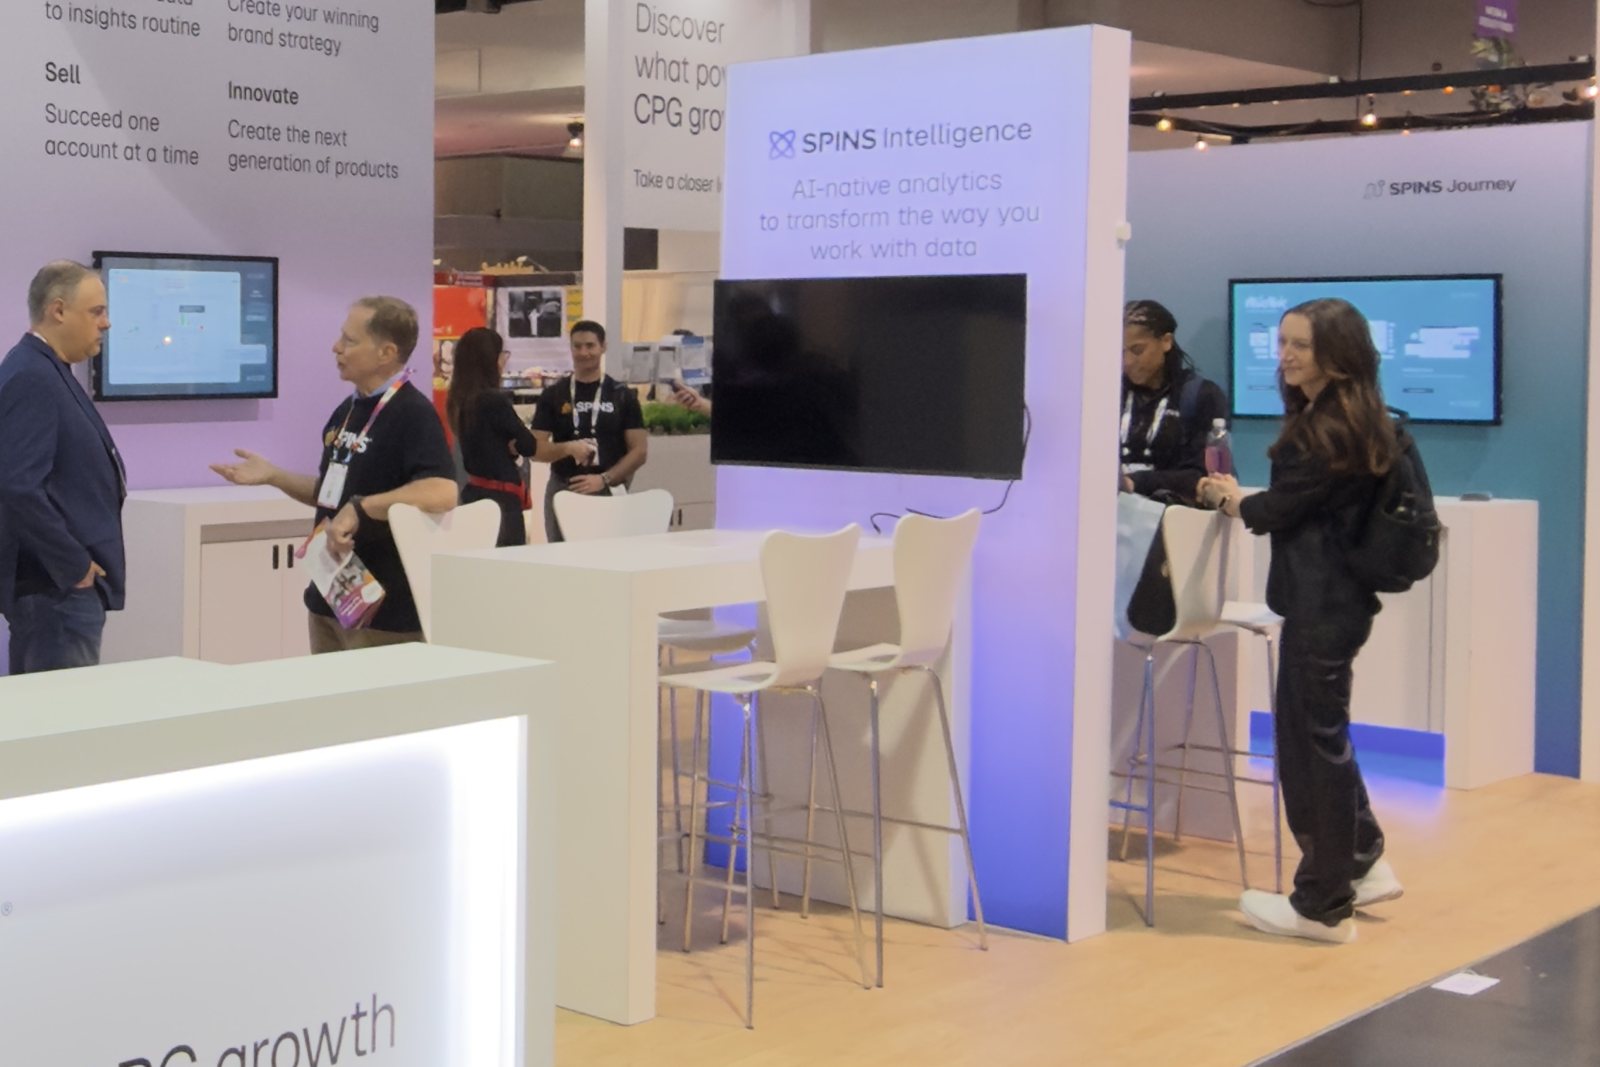 to insights routine
Sell
Succeed one
account at a time
Create your winning
brand strategy
Innovate
Create the next
generation of products
Discover
what
CPG
Take a closer
SPINS Intelligence
AI-native analytics
to transform the way you
work with data
SPINS Journey
SPINS
SPINS
growth
®